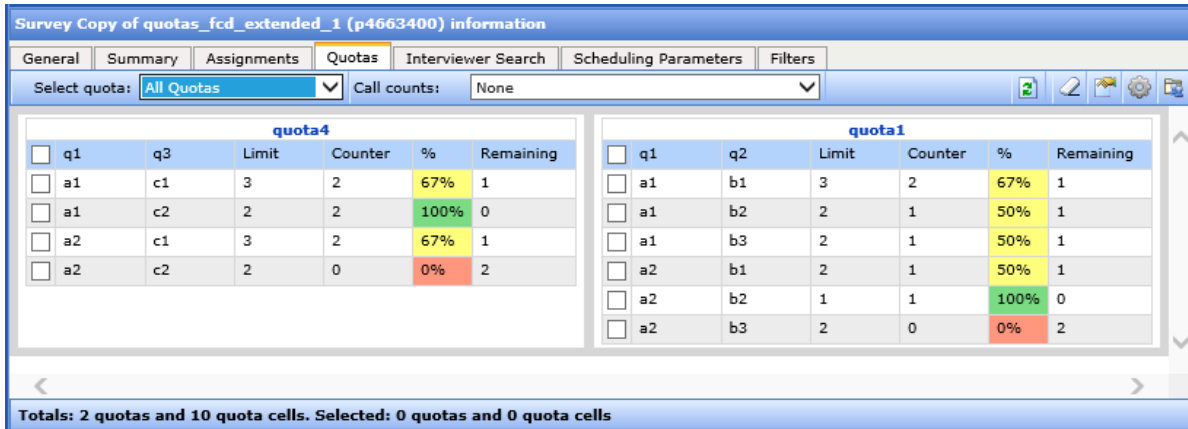 Survey Copy of quotas_fcd_extended_1 (p4663400) information
General Summary Assignments Quotas Interviewer Search Scheduling Parameters Filters
Select quota: All Quotas Call counts: None
quota4
q1 q3 Limit Counter % Remaining
a1 c1 3 2 67% 1
a1 c2 2 2 100% 0
a2 c1 3 2 67% 1
a2 c2 2 0 0% 2
quota1
q1 q2 Limit Counter % Remaining
a1 b1 3 2 67% 1
a1 b2 2 1 50% 1
a1 b3 2 1 50% 1
a2 b1 2 1 50% 1
a2 b2 1 1 100% 0
a2 b3 2 0 0% 2
Totals: 2 quotas and 10 quota cells. Selected: 0 quotas and 0 quota cells